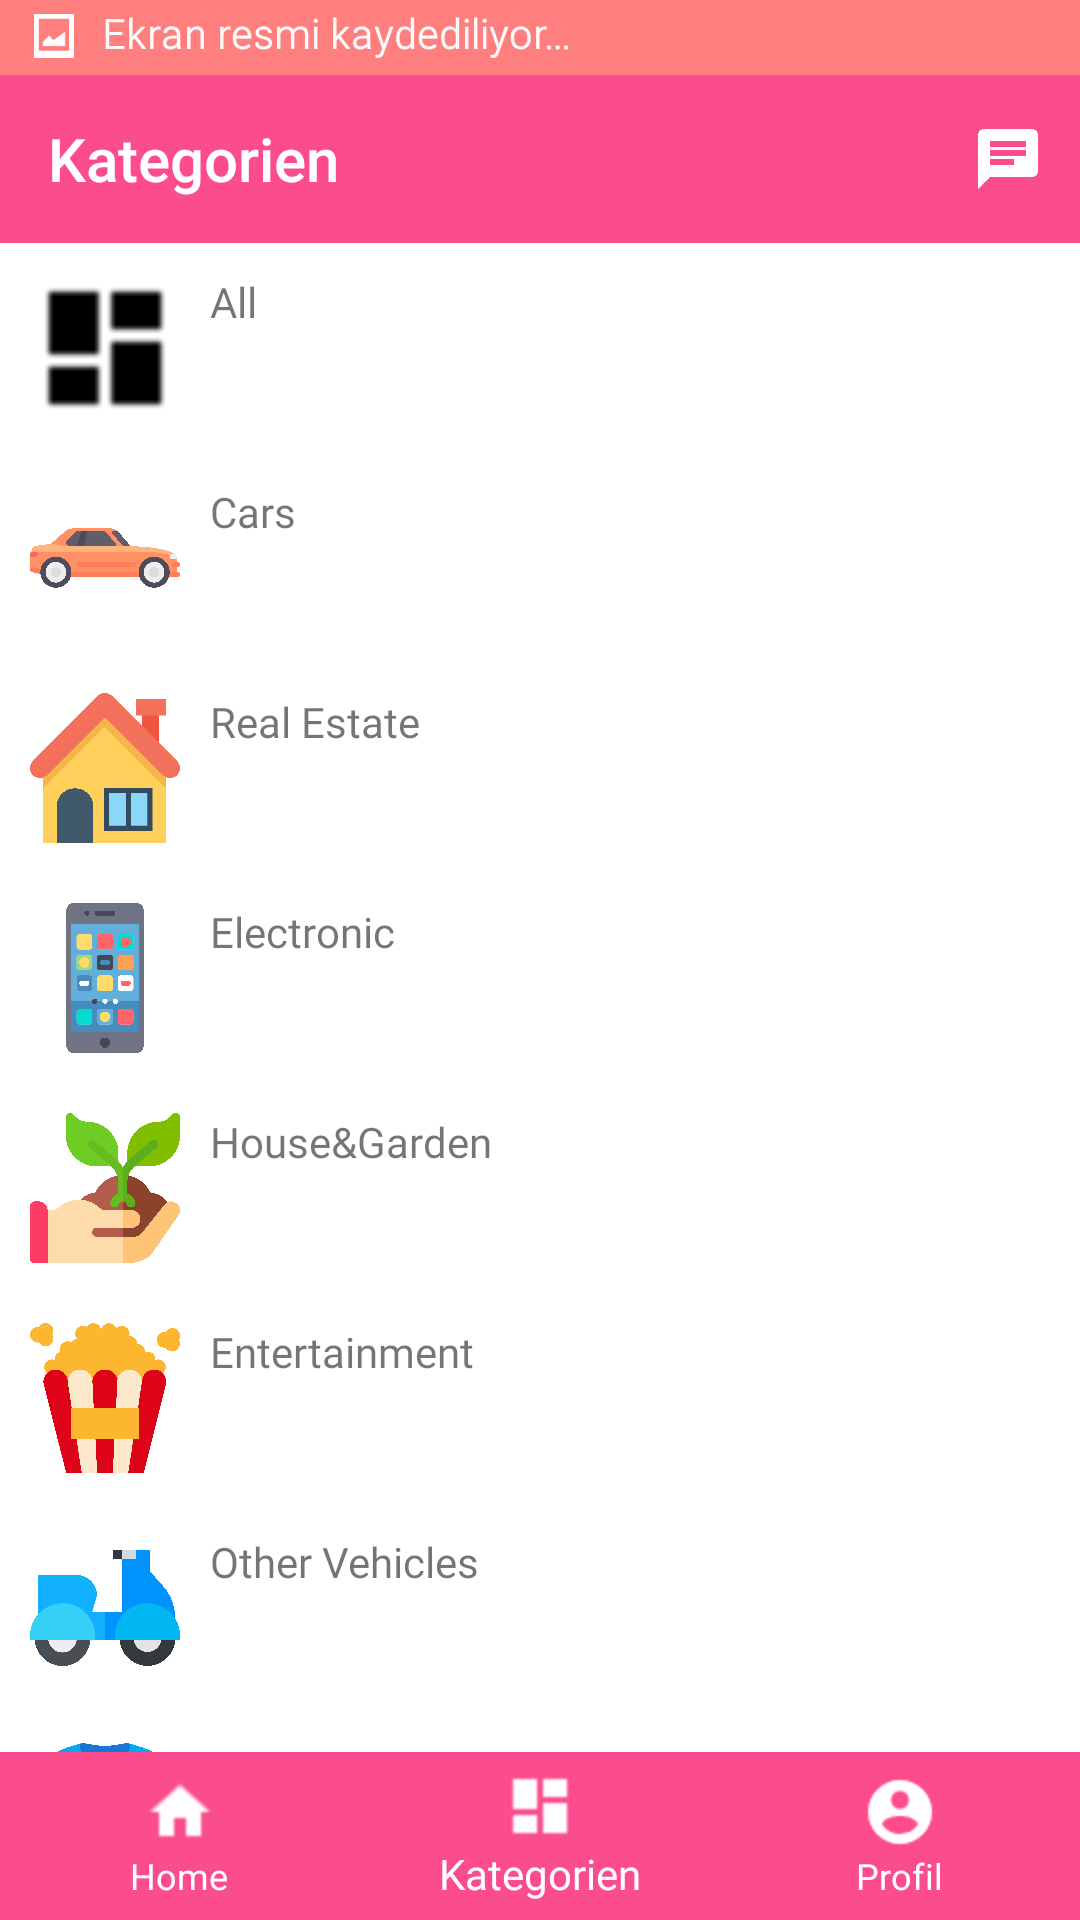 Ekran resmi kaydediliyor...
Kategorien
All
Cars
Real Estate
Electronic
House&Garden
Entertainment
Other Vehicles
Home
Kategorien
Profil